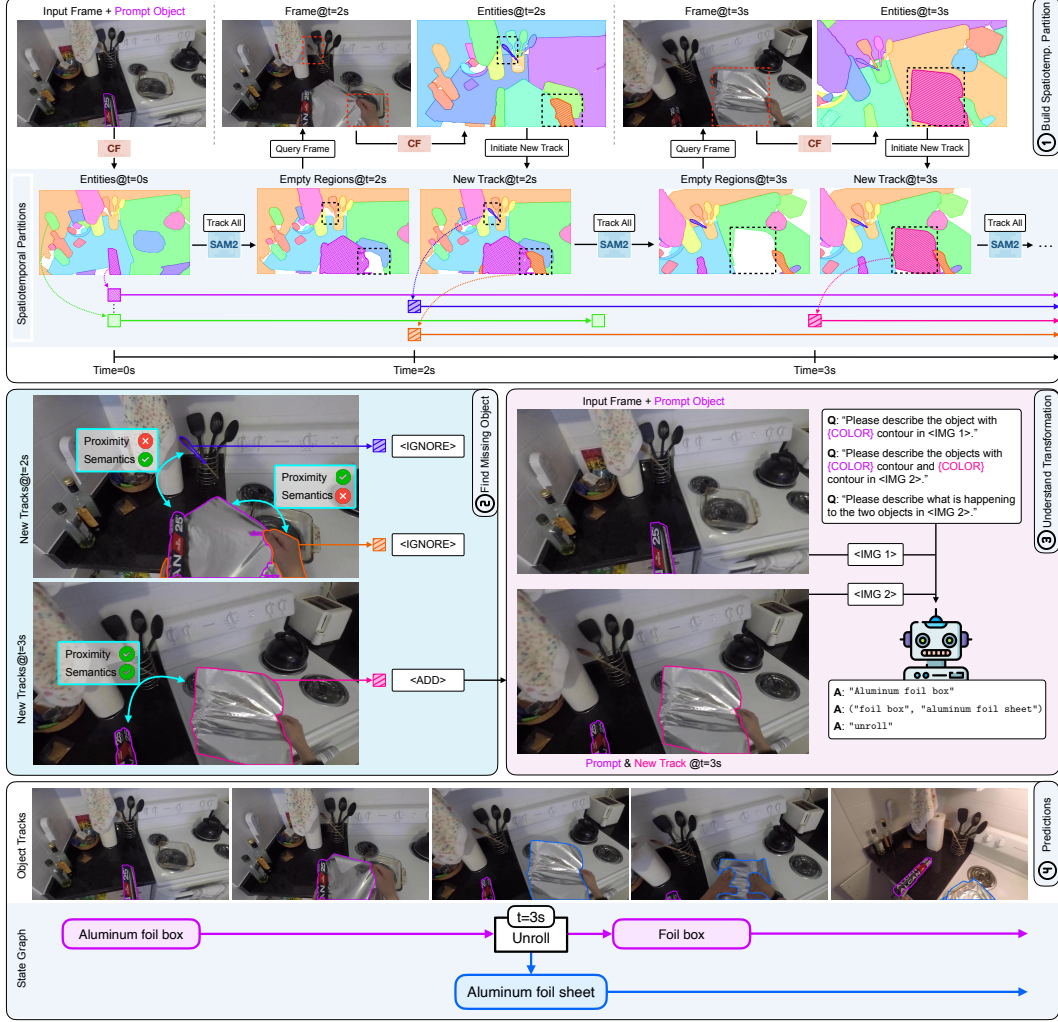 Input Frame + Prompt Object
Frame@t=2s
Entities@t=2s
Frame@t=3s
Entities@t=3s
① Build Spatiotemp. Partition
CF
Query Frame
CF
Initiate New Track
Query Frame
CF
Initiate New Track
Spatiotemporal Partitions
Entities@t=0s
Empty Regions@t=2s
New Track@t=2s
Empty Regions@t=3s
New Track@t=3s
Track All
SAM2
Track All
SAM2
Track All
SAM2
...
Time=0s
Time=2s
Time=3s
② Find Missing Object
New Tracks@t=2s
Proximity
Semantics
Proximity
Semantics
25
<IGNORE>
<IGNORE>
New Tracks@t=3s
Proximity
Semantics
<ADD>
③ Understand Transformation
Input Frame + Prompt Object
25
Q: “Please describe the object with
{COLOR} contour in <IMG 1>.”
Q: “Please describe the objects with
{COLOR} contour and {COLOR}
contour in <IMG 2>.”
Q: “Please describe what is happening
to the two objects in <IMG 2>.”
<IMG 1>
<IMG 2>
A: "Aluminum foil box"
A: ("foil box", "aluminum foil sheet")
A: "unroll"
Prompt & New Track @t=3s
④ Predictions
Object Tracks
State Graph
Aluminum foil box
t=3s
Unroll
Foil box
Aluminum foil sheet